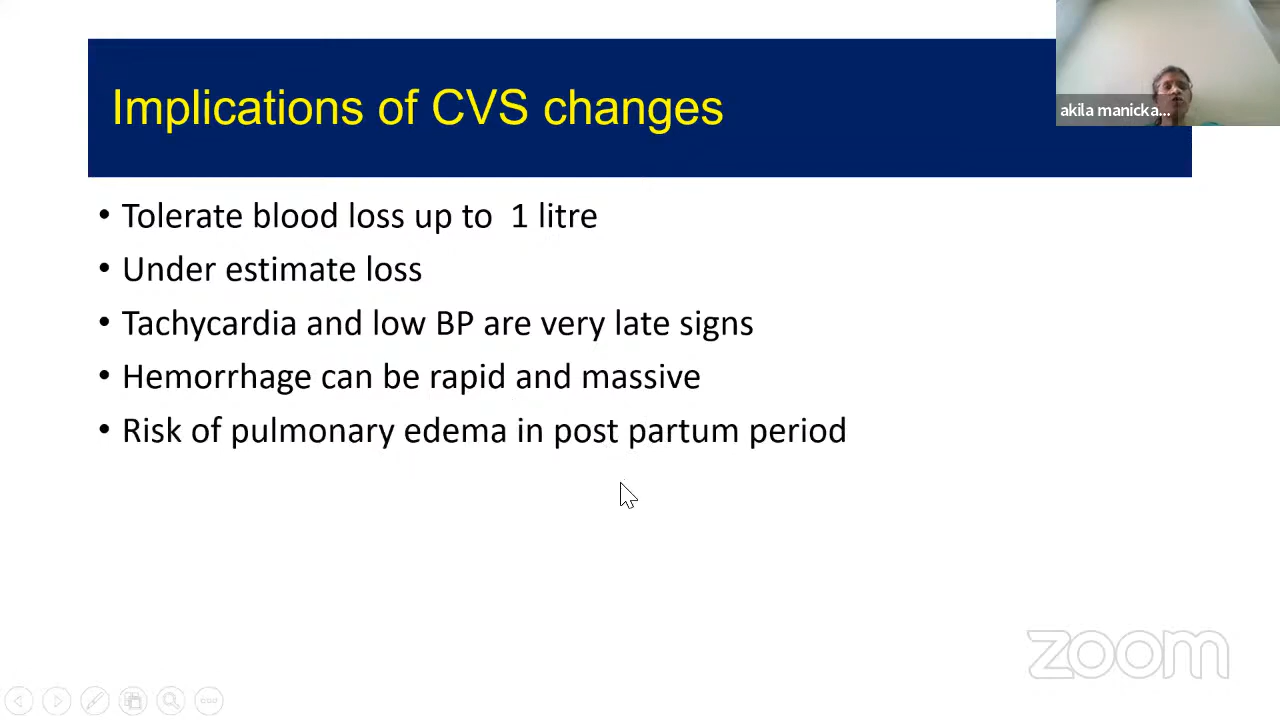 Implications of CVS changes
akila manicka...
• Tolerate blood loss up to 1 litre
• Under estimate loss
• Tachycardia and low BP are very late signs
• Hemorrhage can be rapid and massive
• Risk of pulmonary edema in post partum period
zoom